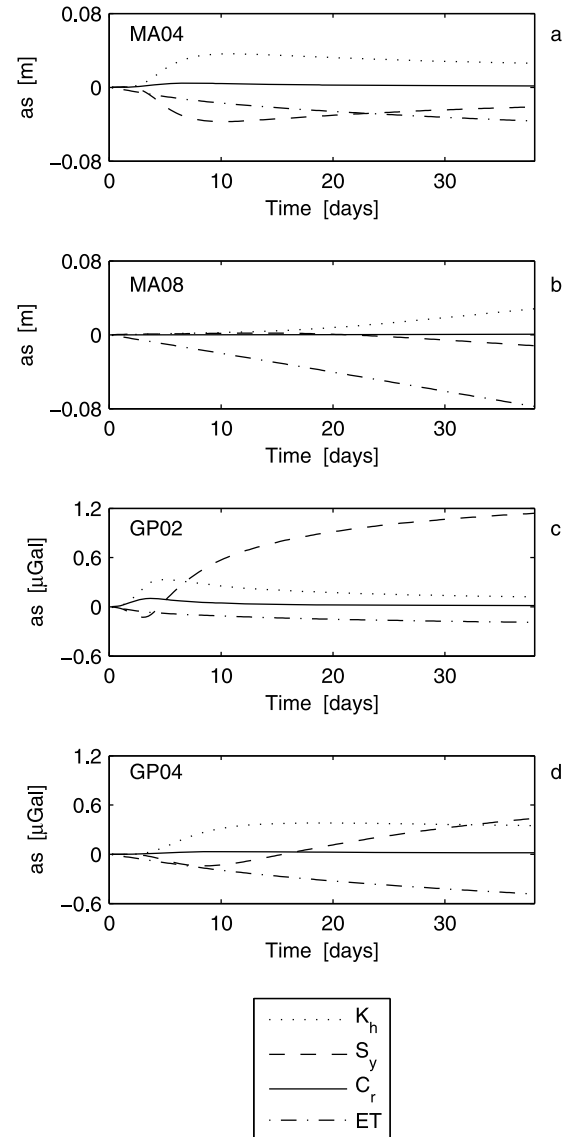 0.08
MA04
a
as [m]
0
−0.08
0 10 20 30
Time [days]
0.08
MA08
b
as [m]
0
−0.08
0 10 20 30
Time [days]
1.2
GP02
c
as [μGal]
0.6
0
−0.6
0 10 20 30
Time [days]
1.2
GP04
d
as [μGal]
0.6
0
−0.6
0 10 20 30
Time [days]
K_h
S_y
C_r
ET